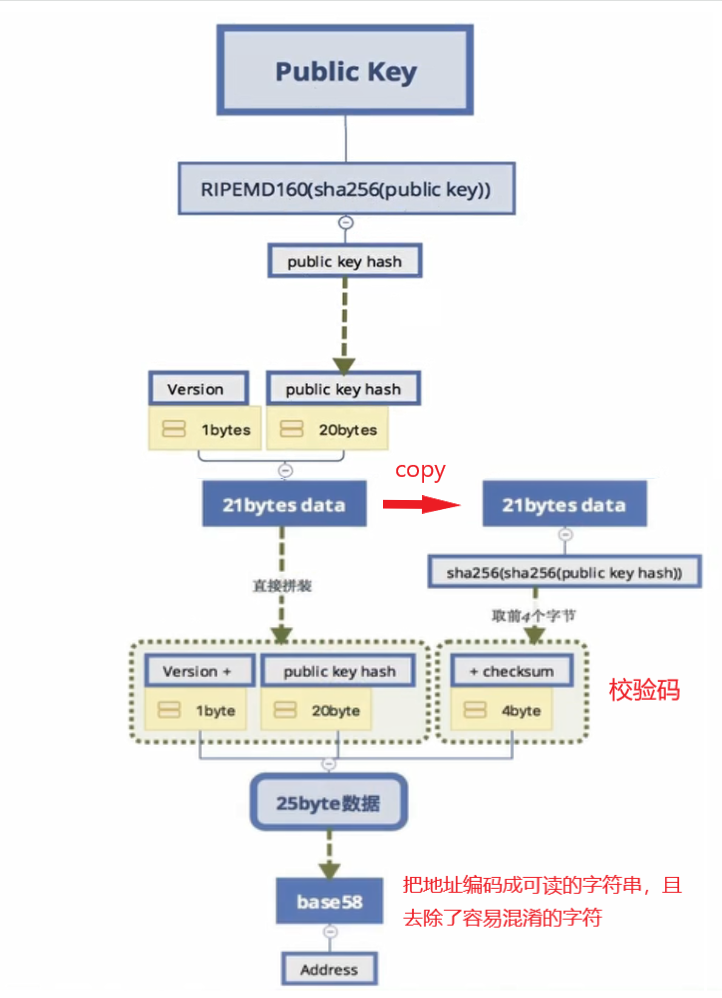 Public Key
RIPEMD160(sha256(public key))
public key hash
Version
public key hash
1bytes
20bytes
copy
21bytes data
21bytes data
sha256(sha256(public key hash))
直接拼装
取前4个字节
Version +
public key hash
+ checksum
1byte
20byte
4byte
校验码
25byte数据
base58
把地址编码成可读的字符串，且
去除了容易混淆的字符
Address